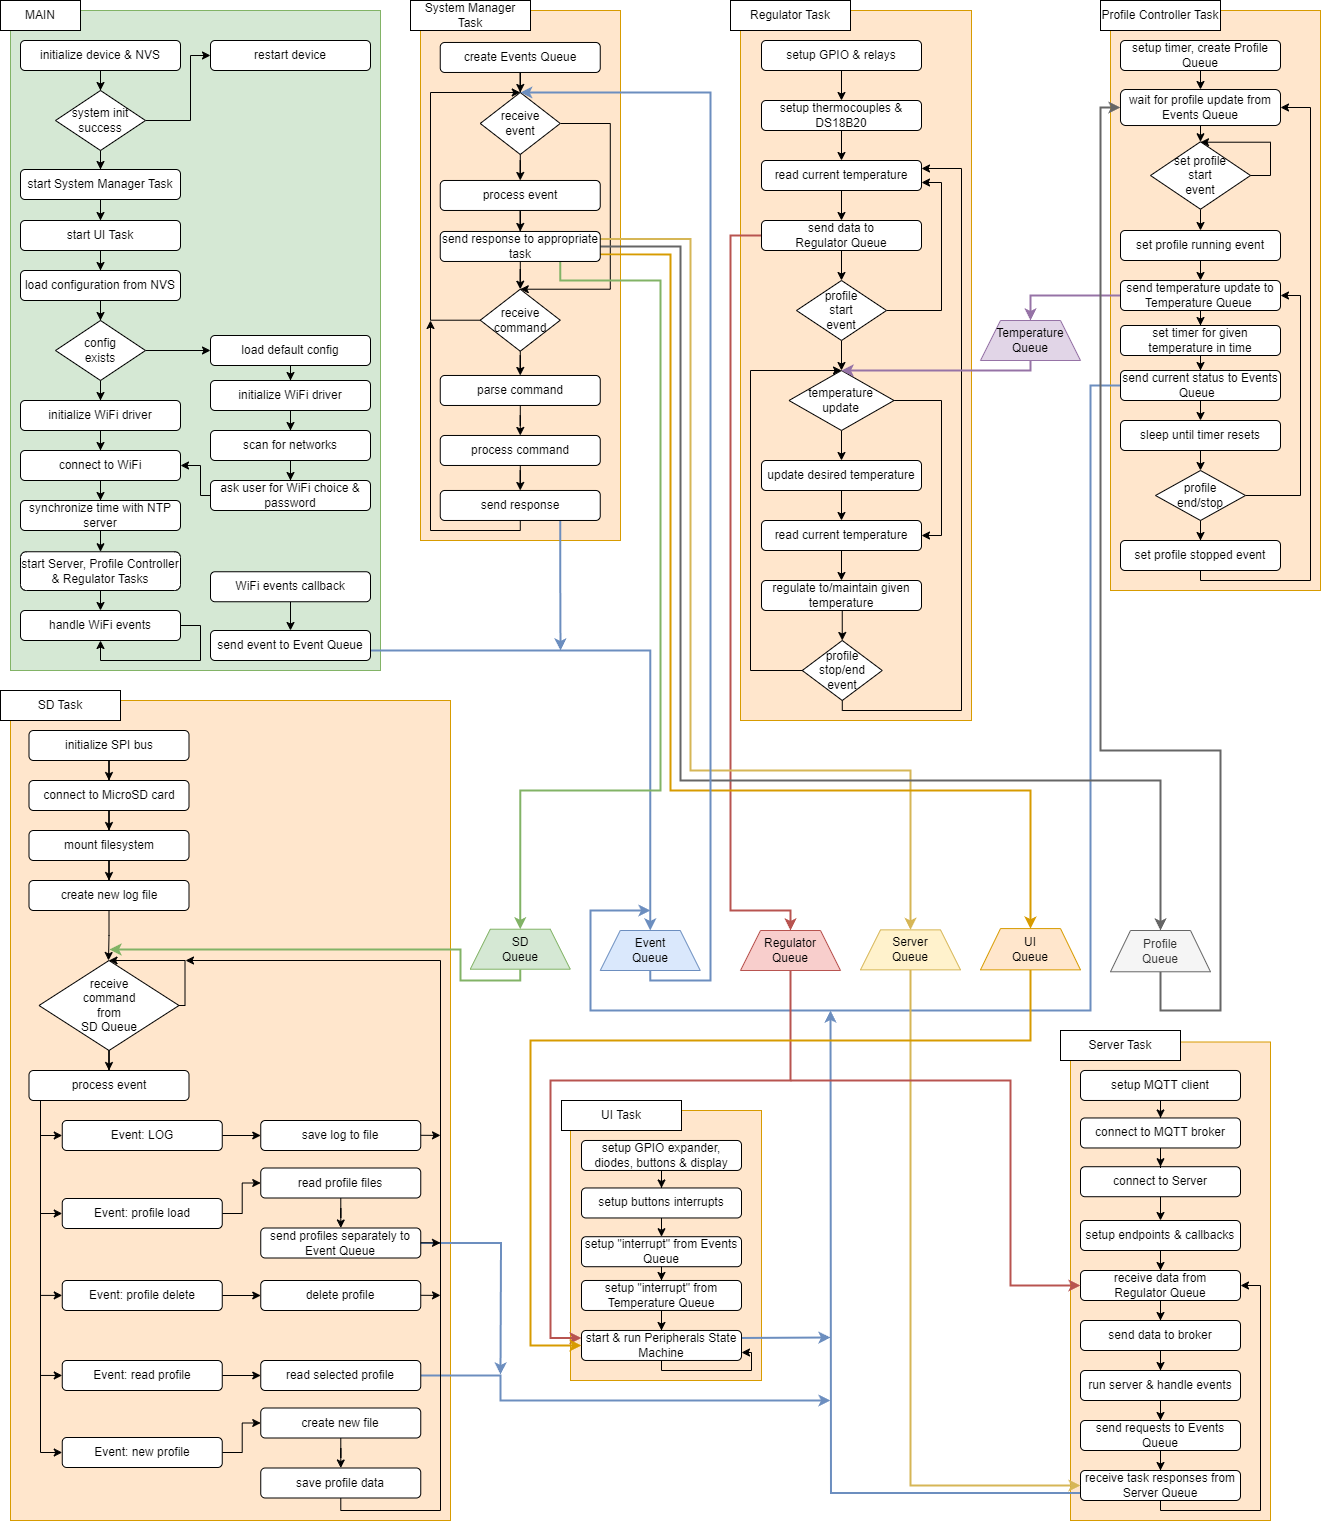 MAIN
initialize device & NVS
restart device
system init
success
start System Manager Task
start UI Task
load configuration from NVS
config
exists
load default config
initialize WiFi driver
initialize WiFi driver
scan for networks
connect to WiFi
ask user for WiFi choice &
password
synchronize time with NTP
server
start Server, Profile Controller
& Regulator Tasks
WiFi events callback
handle WiFi events
send event to Event Queue
System Manager
Task
create Events Queue
receive
event
process event
send response to appropriate
task
receive
command
parse command
process command
send response
Regulator Task
setup GPIO & relays
setup thermocouples &
DS18B20
read current temperature
send data to
Regulator Queue
profile
start
event
temperature
update
update desired temperature
read current temperature
regulate to/maintain given
temperature
profile
stop/end
event
Profile Controller Task
setup timer, create Profile
Queue
wait for profile update from
Events Queue
set profile
start
event
set profile running event
send temperature update to
Temperature Queue
set timer for given
temperature in time
send current status to Events
Queue
sleep until timer resets
profile
end/stop
set profile stopped event
Temperature
Queue
SD Task
initialize SPI bus
connect to MicroSD card
mount filesystem
create new log file
receive
command
from
SD Queue
process event
Event: LOG
save log to file
Event: profile load
read profile files
send profiles separately to
Event Queue
Event: profile delete
delete profile
Event: read profile
read selected profile
Event: new profile
create new file
save profile data
SD
Queue
Event
Queue
Regulator
Queue
Server
Queue
UI
Queue
Profile
Queue
UI Task
setup GPIO expander,
diodes, buttons & display
setup buttons interrupts
setup "interrupt" from Events
Queue
setup "interrupt" from
Temperature Queue
start & run Peripherals State
Machine
Server Task
setup MQTT client
connect to MQTT broker
connect to Server
setup endpoints & callbacks
receive data from
Regulator Queue
send data to broker
run server & handle events
send requests to Events
Queue
receive task responses from
Server Queue